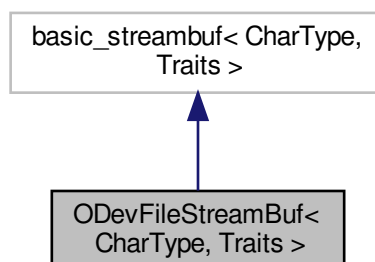 basic_streambuf< CharType,
Traits >
ODevFileStreamBuf<
CharType, Traits >